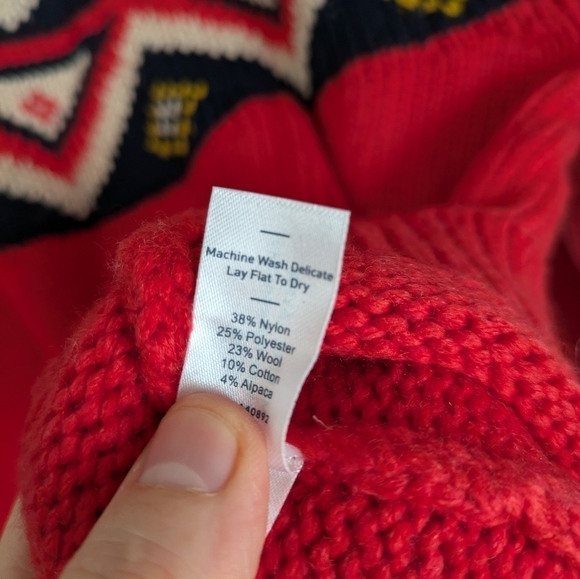 Machine Wash Delicate
Lay Flat To Dry
38% Nylon
25% Polyester
23% Wool
10% Cotton
4% Alpaca